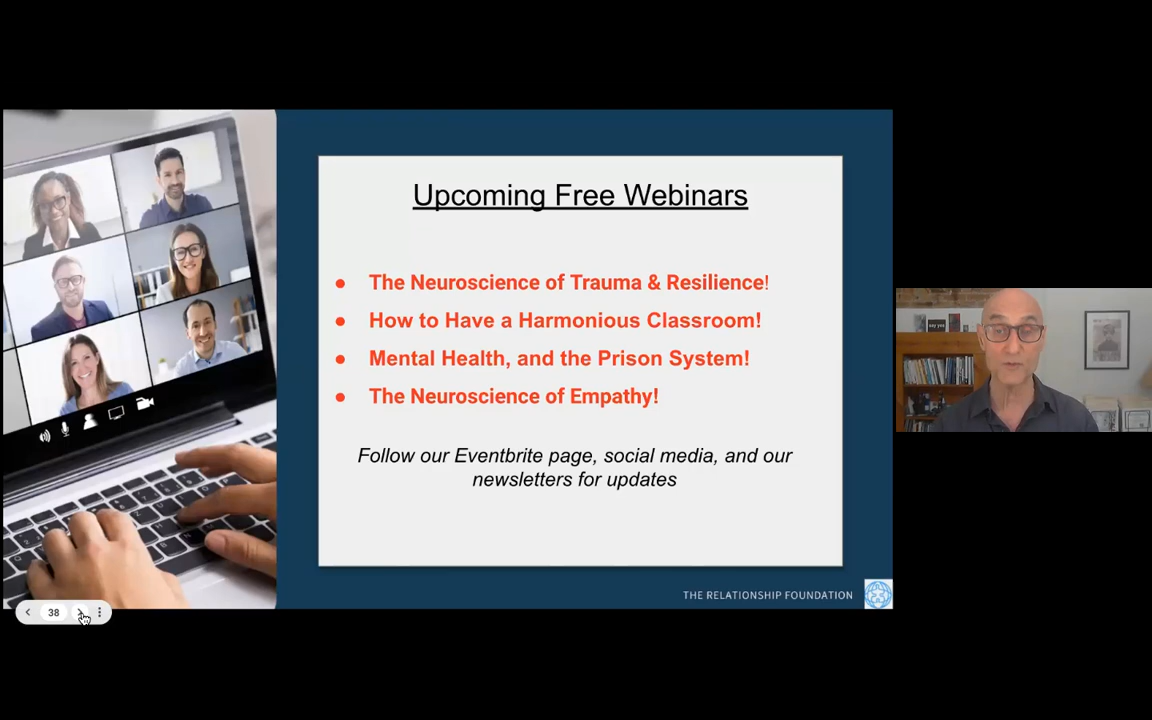 Upcoming Free Webinars
● The Neuroscience of Trauma & Resilience!
● How to Have a Harmonious Classroom!
● Mental Health, and the Prison System!
● The Neuroscience of Empathy!
Follow our Eventbrite page, social media, and our
newsletters for updates
THE RELATIONSHIP FOUNDATION
38